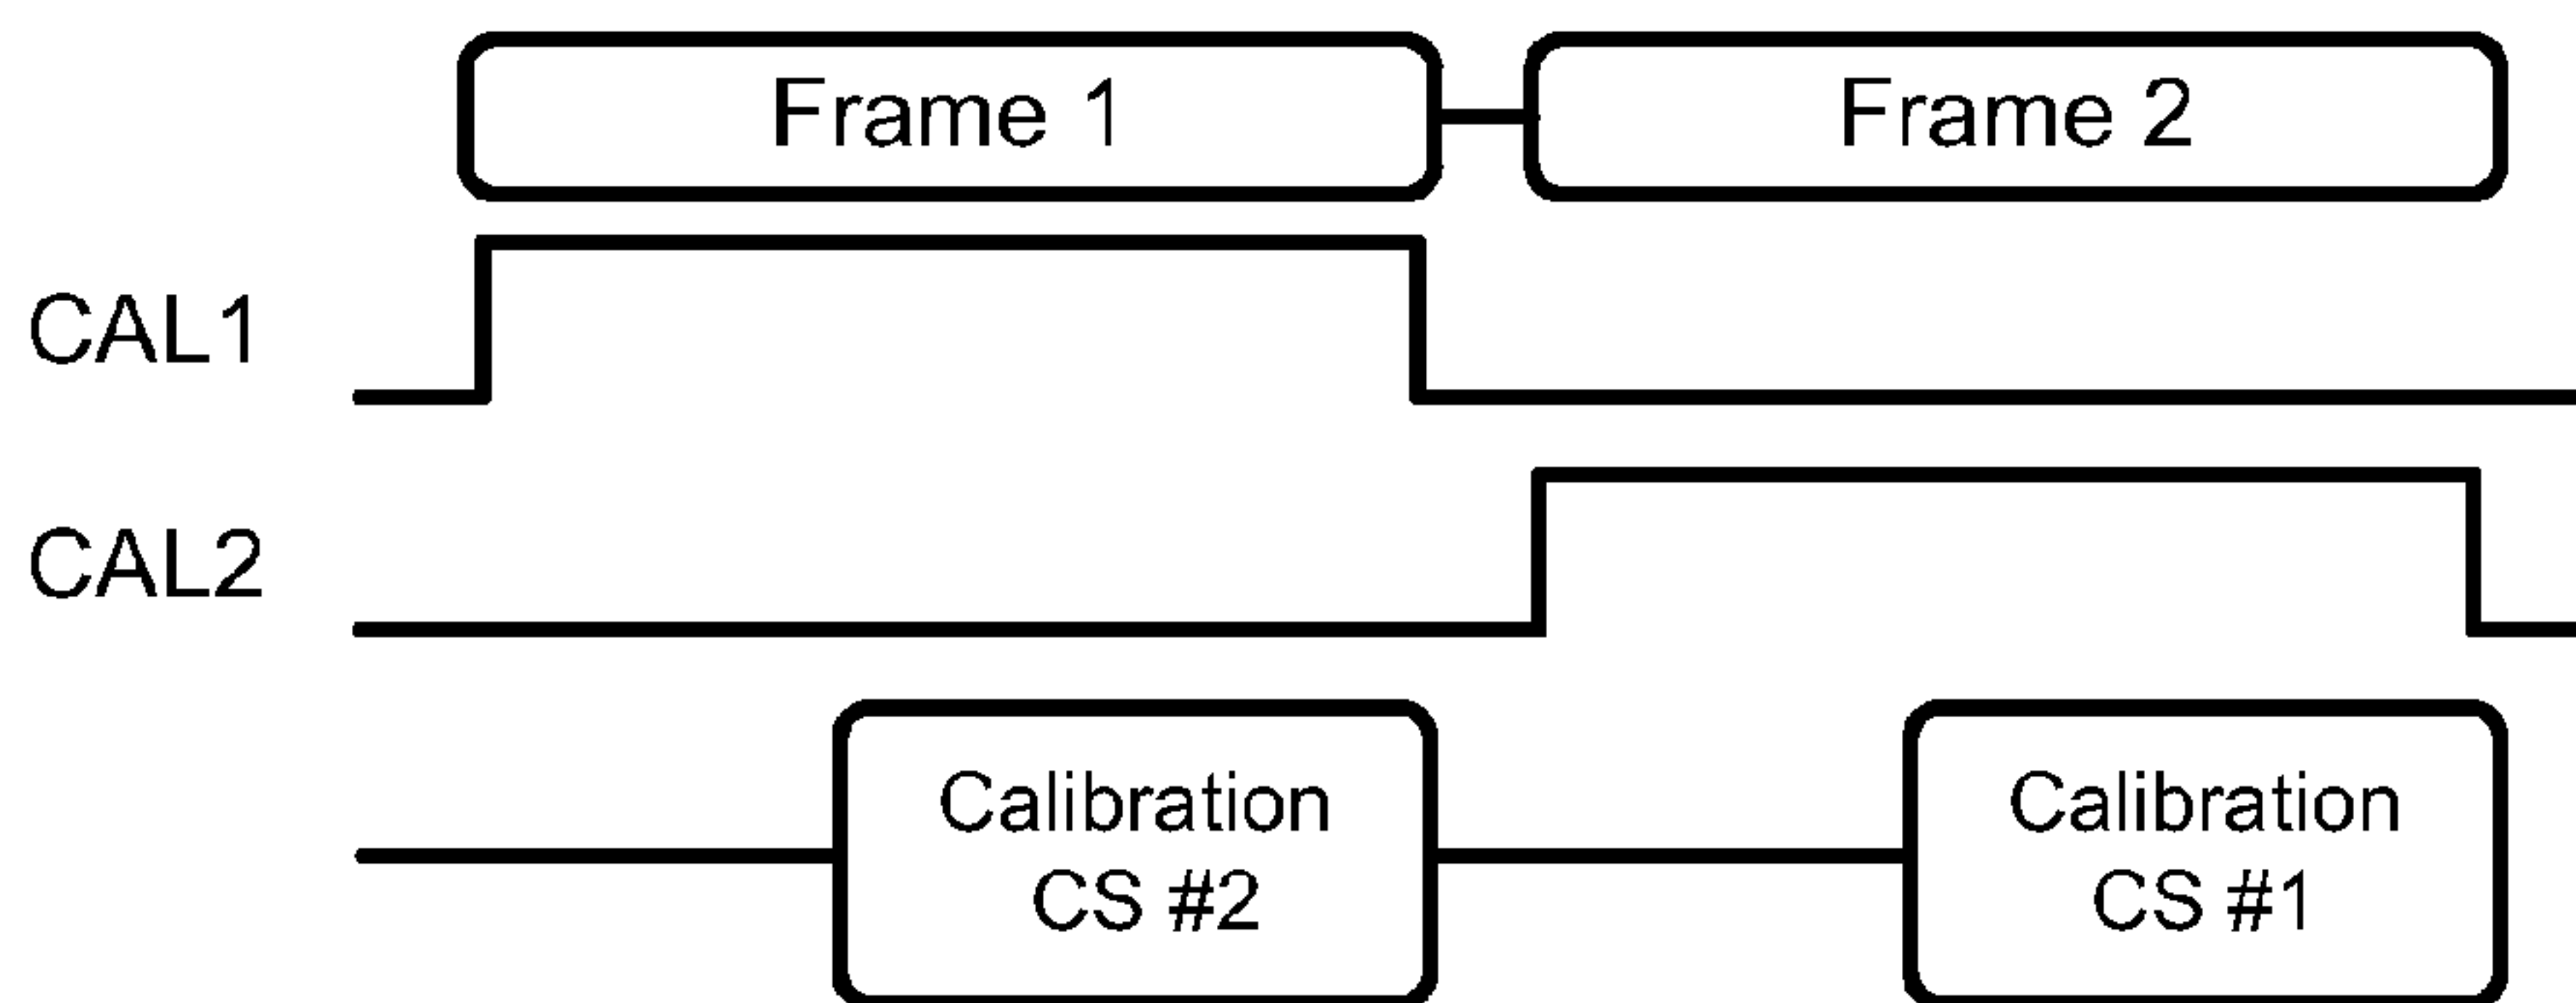 Frame 1
Frame 2
CAL1
CAL2
Calibration
CS #2
Calibration
CS #1